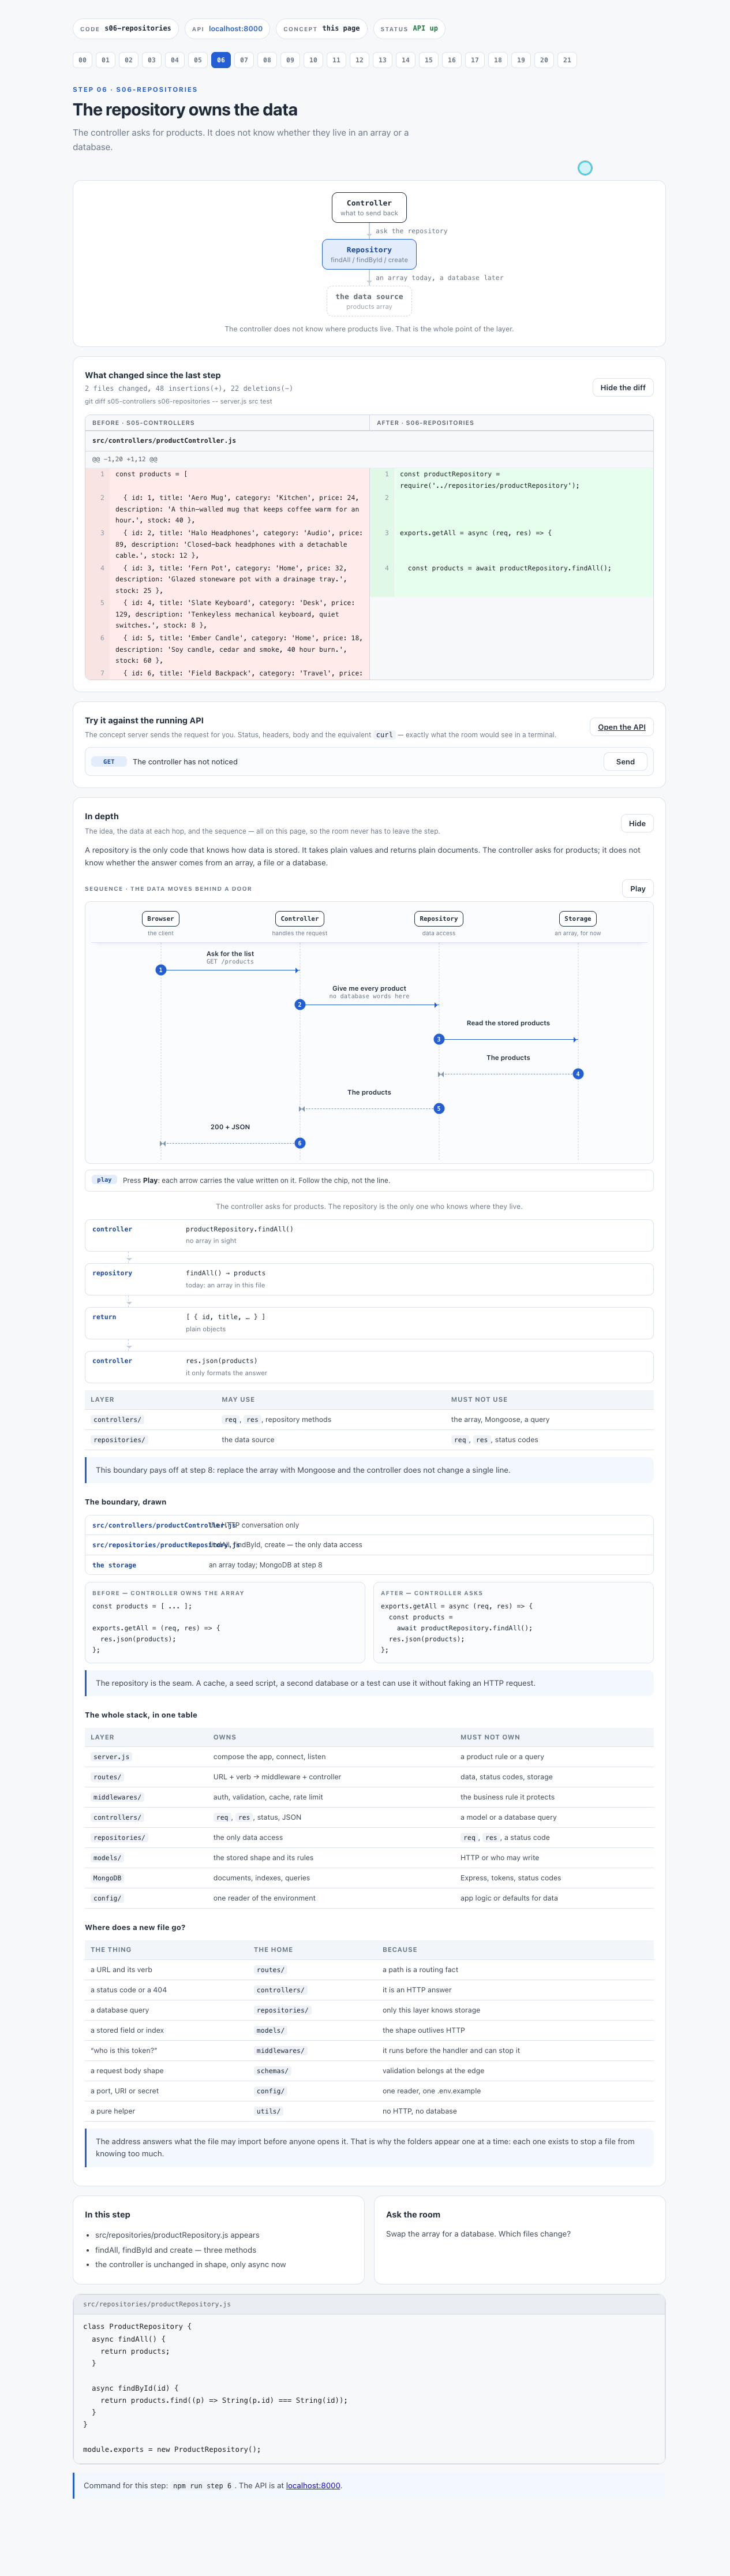 CODE s06-repositories
API localhost:8000
CONCEPT this page
STATUS API up
00 01 02 03 04 05 06 07 08 09 10 11 12 13 14 15 16 17 18 19 20 21
STEP 06 · S06-REPOSITORIES
The repository owns the data
The controller asks for products. It does not know whether they live in an array or a
database.
Controller
what to send back
ask the repository
Repository
findAll / findById / create
an array today, a database later
the data source
products array
The controller does not know where products live. That is the whole point of the layer.
What changed since the last step
2 files changed, 48 insertions(+), 22 deletions(-)
git diff s05-controllers s06-repositories -- server.js src test
Hide the diff
BEFORE · S05-CONTROLLERS
AFTER · S06-REPOSITORIES
src/controllers/productController.js
@@ -1,20 +1,12 @@
1 const products = [
1 const productRepository =
require('../repositories/productRepository');
2 { id: 1, title: 'Aero Mug', category: 'Kitchen', price: 24,
description: 'A thin-walled mug that keeps coffee warm for an
hour.', stock: 40 },
2
3 { id: 2, title: 'Halo Headphones', category: 'Audio', price:
89, description: 'Closed-back headphones with a detachable
cable.', stock: 12 },
3 exports.getAll = async (req, res) => {
4 { id: 3, title: 'Fern Pot', category: 'Home', price: 32,
description: 'Glazed stoneware pot with a drainage tray.',
stock: 25 },
4 const products = await productRepository.findAll();
5 { id: 4, title: 'Slate Keyboard', category: 'Desk', price:
129, description: 'Tenkeyless mechanical keyboard, quiet
switches.', stock: 8 },
6 { id: 5, title: 'Ember Candle', category: 'Home', price: 18,
description: 'Soy candle, cedar and smoke, 40 hour burn.',
stock: 60 },
7 { id: 6, title: 'Field Backpack', category: 'Travel', price:
Try it against the running API
The concept server sends the request for you. Status, headers, body and the equivalent curl — exactly what the room would see in a terminal.
Open the API
GET The controller has not noticed
Send
In depth
The idea, the data at each hop, and the sequence — all on this page, so the room never has to leave the step.
Hide
A repository is the only code that knows how data is stored. It takes plain values and returns plain documents. The controller asks for products; it does not
know whether the answer comes from an array, a file or a database.
SEQUENCE · THE DATA MOVES BEHIND A DOOR
Play
Browser Controller Repository Storage
the client handles the request data access an array, for now
Ask for the list
GET /products
1
Give me every product
no database words here
2
Read the stored products
3
The products
4
The products
5
200 + JSON
6
play Press Play: each arrow carries the value written on it. Follow the chip, not the line.
The controller asks for products. The repository is the only one who knows where they live.
controller productRepository.findAll()
no array in sight
repository findAll() → products
today: an array in this file
return [ { id, title, … } ]
plain objects
controller res.json(products)
it only formats the answer
LAYER MAY USE MUST NOT USE
controllers/ req, res, repository methods the array, Mongoose, a query
repositories/ the data source req, res, status codes
This boundary pays off at step 8: replace the array with Mongoose and the controller does not change a single line.
The boundary, drawn
src/controllers/productController.js the HTTP conversation only
src/repositories/productRepository.js findAll, findById, create — the only data access
the storage an array today; MongoDB at step 8
BEFORE — CONTROLLER OWNS THE ARRAY
const products = [ ... ];
exports.getAll = (req, res) => {
res.json(products);
};
AFTER — CONTROLLER ASKS
exports.getAll = async (req, res) => {
const products =
await productRepository.findAll();
res.json(products);
};
The repository is the seam. A cache, a seed script, a second database or a test can use it without faking an HTTP request.
The whole stack, in one table
LAYER OWNS MUST NOT OWN
server.js compose the app, connect, listen a product rule or a query
routes/ URL + verb → middleware + controller data, status codes, storage
middlewares/ auth, validation, cache, rate limit the business rule it protects
controllers/ req, res, status, JSON a model or a database query
repositories/ the only data access req, res, a status code
models/ the stored shape and its rules HTTP or who may write
MongoDB documents, indexes, queries Express, tokens, status codes
config/ one reader of the environment app logic or defaults for data
Where does a new file go?
THE THING THE HOME BECAUSE
a URL and its verb routes/ a path is a routing fact
a status code or a 404 controllers/ it is an HTTP answer
a database query repositories/ only this layer knows storage
a stored field or index models/ the shape outlives HTTP
"who is this token?" middlewares/ it runs before the handler and can stop it
a request body shape schemas/ validation belongs at the edge
a port, URI or secret config/ one reader, one .env.example
a pure helper utils/ no HTTP, no database
The address answers what the file may import before anyone opens it. That is why the folders appear one at a time: each one exists to stop a file from
knowing too much.
In this step
• src/repositories/productRepository.js appears
• findAll, findById and create — three methods
• the controller is unchanged in shape, only async now
Ask the room
Swap the array for a database. Which files change?
src/repositories/productRepository.js
class ProductRepository {
async findAll() {
return products;
}
async findById(id) {
return products.find((p) => String(p.id) === String(id));
}
}
module.exports = new ProductRepository();
Command for this step: npm run step 6 . The API is at localhost:8000.